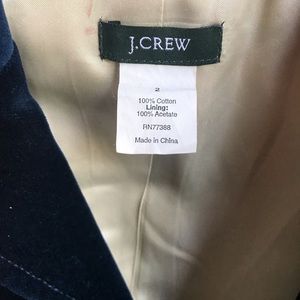 J.CREW
2
100% Cotton
Lining:
100% Acetate
RN77388
Made in China